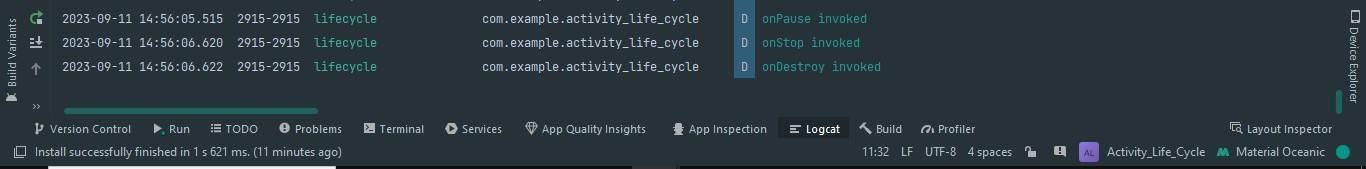 2023-09-11 14:56:05.515 2915-2915 lifecycle com.example.activity_life_cycle D onPause invoked
2023-09-11 14:56:06.620 2915-2915 lifecycle com.example.activity_life_cycle D onStop invoked
2023-09-11 14:56:06.622 2915-2915 lifecycle com.example.activity_life_cycle D onDestroy invoked
Build Variants
Device Explorer
Version Control Run TODO Problems Terminal Services App Quality Insights App Inspection Logcat Build Profiler Layout Inspector
Install successfully finished in 1 s 621 ms. (11 minutes ago) 11:32 LF UTF-8 4 spaces AL Activity_Life_Cycle Material Oceanic